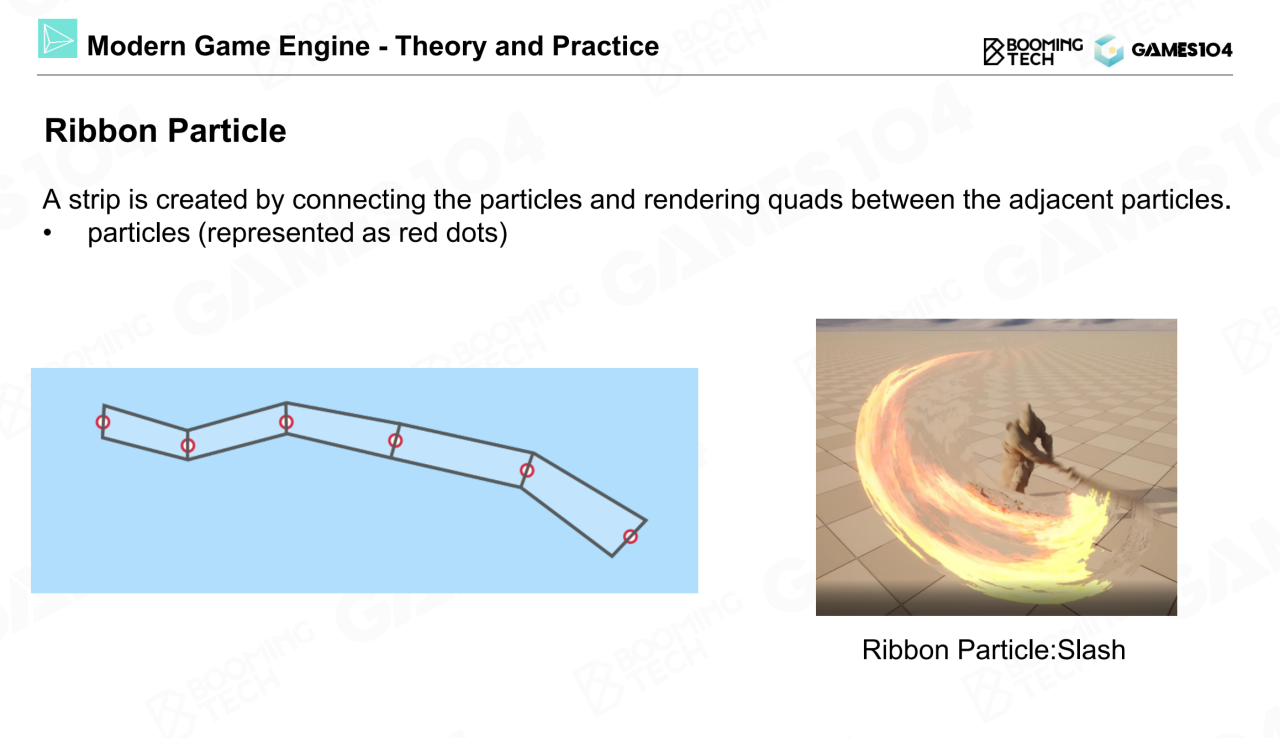 Modern Game Engine - Theory and Practice
BOOMING
TECH
GAMES104
Ribbon Particle
A strip is created by connecting the particles and rendering quads between the adjacent particles.
• particles (represented as red dots)
Ribbon Particle:Slash